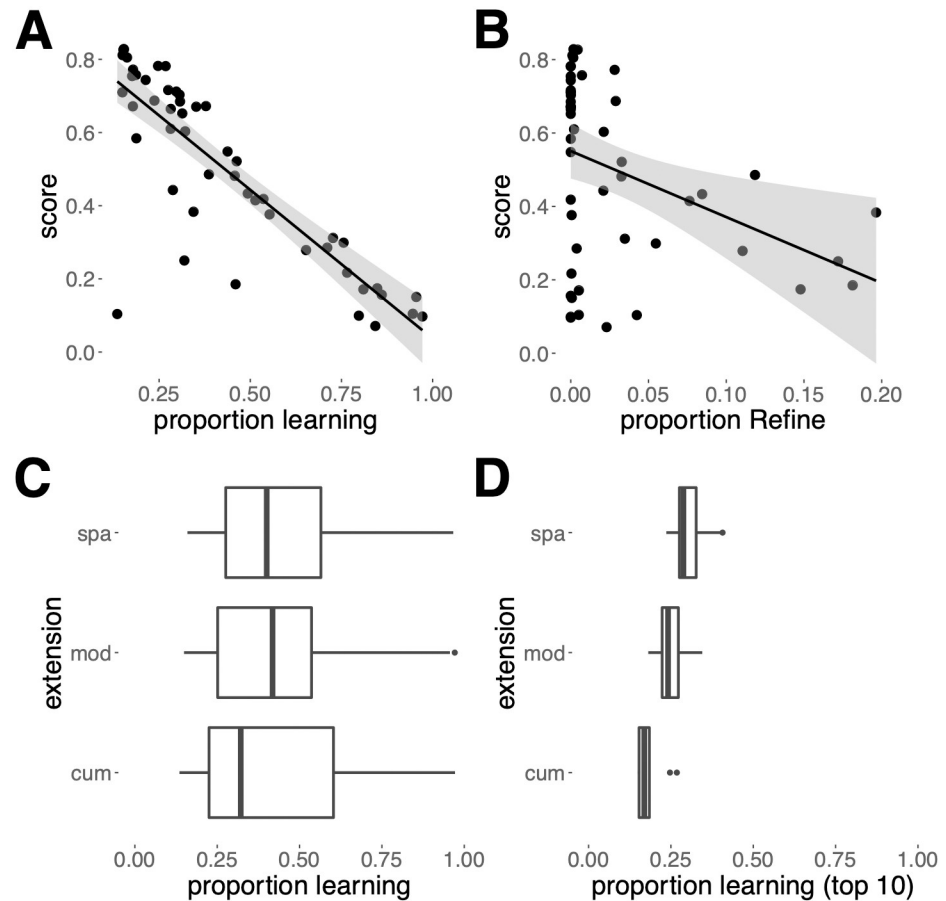 A
B
score
0.8
0.6
0.4
0.2
0.0
0.25 0.50 0.75 1.00
proportion learning
score
0.8
0.6
0.4
0.2
0.0
0.00 0.05 0.10 0.15 0.20
proportion Refine
C
D
extension
spa
mod
cum
0.00 0.25 0.50 0.75 1.00
proportion learning
extension
spa
mod
cum
0.00 0.25 0.50 0.75 1.00
proportion learning (top 10)